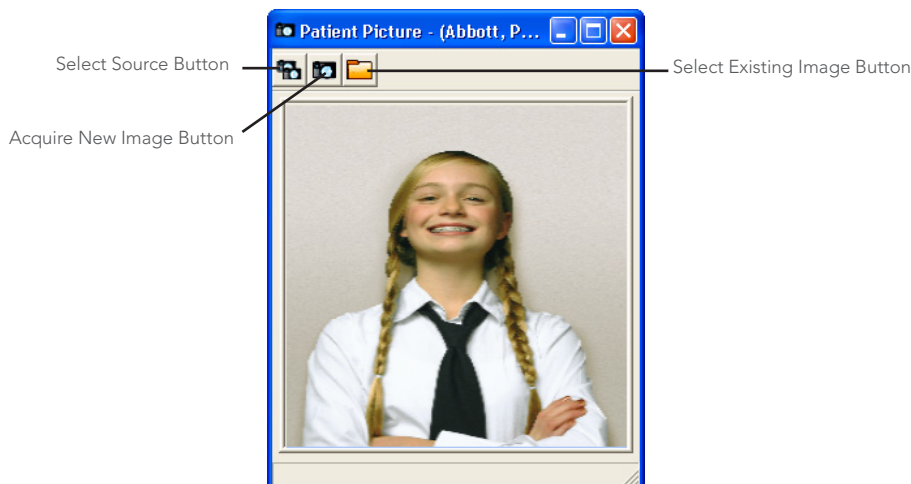 Patient Picture - (Abbott, P...
Select Source Button
Select Existing Image Button
Acquire New Image Button